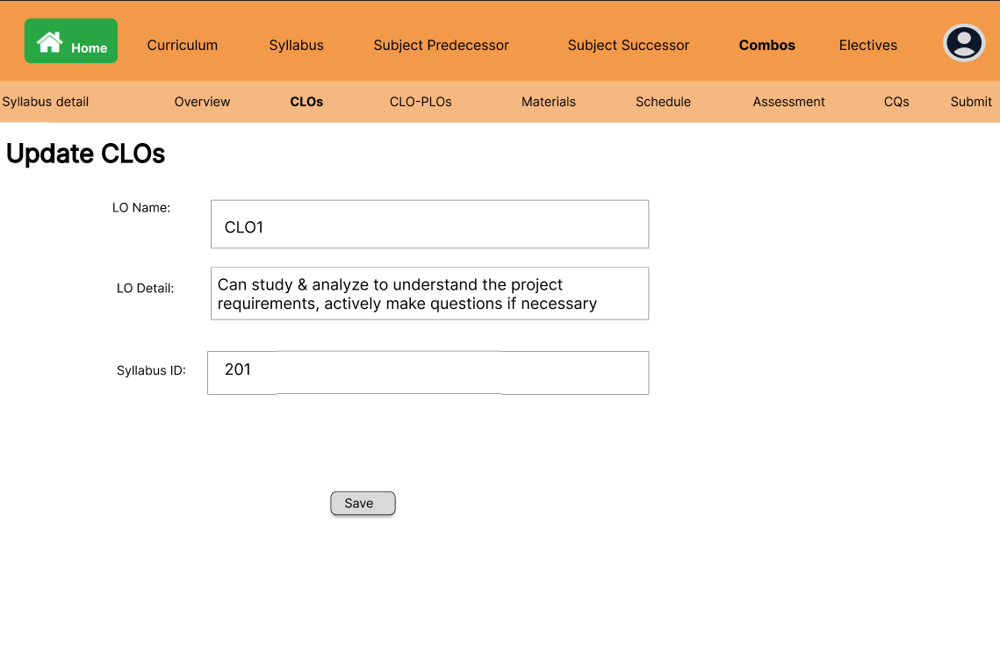 Home
Curriculum
Syllabus
Subject Predecessor
Subject Successor
Combos
Electives
Syllabus detail
Overview
CLOs
CLO-PLOs
Materials
Schedule
Assessment
CQs
Submit
Update CLOs
LO Name:
CLO1
LO Detail:
Can study & analyze to understand the project
requirements, actively make questions if necessary
Syllabus ID:
201
Save